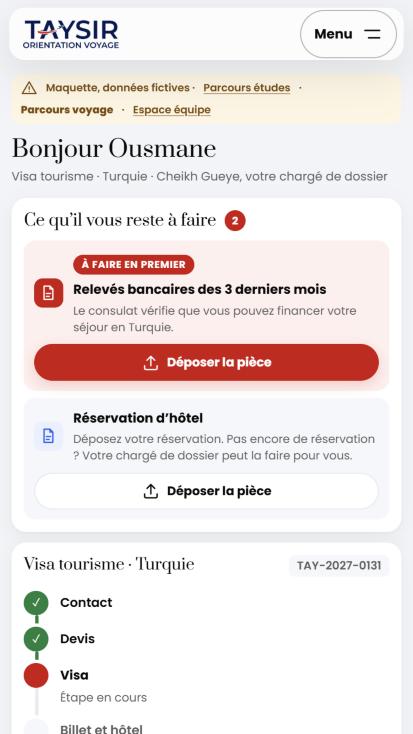 TAYSIR
ORIENTATION VOYAGE
Menu
Maquette, données fictives · Parcours études ·
Parcours voyage · Espace équipe
Bonjour Ousmane
Visa tourisme · Turquie · Cheikh Gueye, votre chargé de dossier
Ce qu’il vous reste à faire 2
À FAIRE EN PREMIER
Relevés bancaires des 3 derniers mois
Le consulat vérifie que vous pouvez financer votre
séjour en Turquie.
Déposer la pièce
Réservation d’hôtel
Déposez votre réservation. Pas encore de réservation
? Votre chargé de dossier peut la faire pour vous.
Déposer la pièce
Visa tourisme · Turquie TAY-2027-0131
Contact
Devis
Visa
Étape en cours
Billet et hôtel